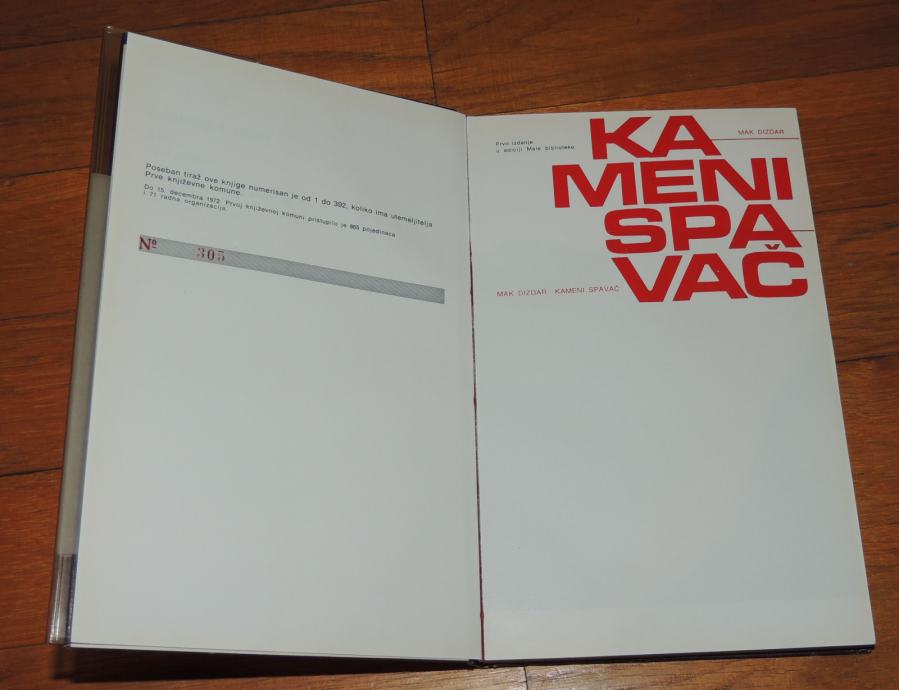 Poseban tiraž ove knjige numerisan je od 1 do 392, koliko ima utemeljitelja
Prve književne komune.
Do 15. decembra 1972. Prvoj književnoj komuni pristupilo je 865 pojedinaca
i 71 radna organizacija.
Nº 305
Prvo izdanje
u ediciji Male biblioteke
MAK DIZDAR
KA
MENI
SPA
VAČ
MAK DIZDAR KAMENI SPAVAČ